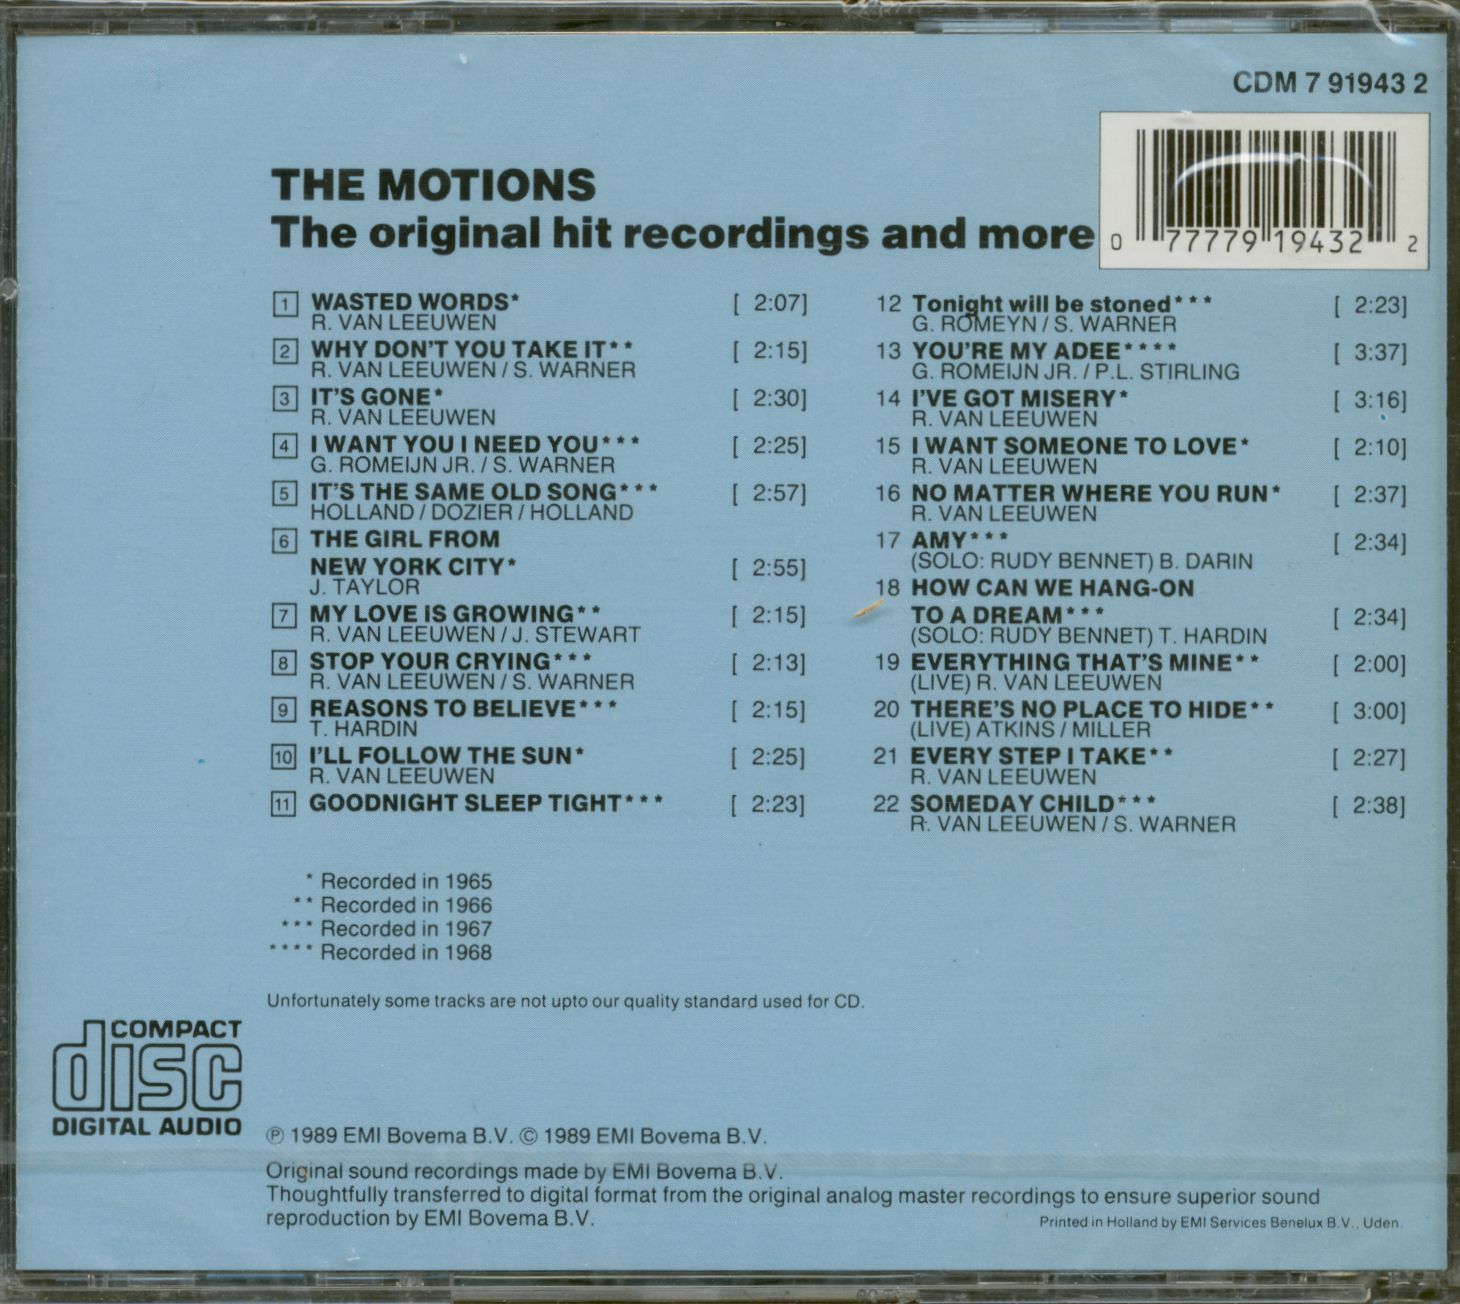 CDM 7 91943 2
THE MOTIONS
The original hit recordings and more
0 77779 19432 2
1 WASTED WORDS* [ 2:07]
R. VAN LEEUWEN
2 WHY DON'T YOU TAKE IT** [ 2:15]
R. VAN LEEUWEN / S. WARNER
3 IT'S GONE* [ 2:30]
R. VAN LEEUWEN
4 I WANT YOU I NEED YOU*** [ 2:25]
G. ROMEIJN JR. / S. WARNER
5 IT'S THE SAME OLD SONG*** [ 2:57]
HOLLAND / DOZIER / HOLLAND
6 THE GIRL FROM
NEW YORK CITY* [ 2:55]
J. TAYLOR
7 MY LOVE IS GROWING** [ 2:15]
R. VAN LEEUWEN / J. STEWART
8 STOP YOUR CRYING*** [ 2:13]
R. VAN LEEUWEN / S. WARNER
9 REASONS TO BELIEVE*** [ 2:15]
T. HARDIN
10 I'LL FOLLOW THE SUN* [ 2:25]
R. VAN LEEUWEN
11 GOODNIGHT SLEEP TIGHT*** [ 2:23]
12 Tonight will be stoned*** [ 2:23]
G. ROMEYN / S. WARNER
13 YOU'RE MY ADEE**** [ 3:37]
G. ROMEIJN JR. / P.L. STIRLING
14 I'VE GOT MISERY* [ 3:16]
R. VAN LEEUWEN
15 I WANT SOMEONE TO LOVE* [ 2:10]
R. VAN LEEUWEN
16 NO MATTER WHERE YOU RUN* [ 2:37]
R. VAN LEEUWEN
17 AMY*** [ 2:34]
(SOLO: RUDY BENNET) B. DARIN
18 HOW CAN WE HANG-ON
TO A DREAM*** [ 2:34]
(SOLO: RUDY BENNET) T. HARDIN
19 EVERYTHING THAT'S MINE** [ 2:00]
(LIVE) R. VAN LEEUWEN
20 THERE'S NO PLACE TO HIDE** [ 3:00]
(LIVE) ATKINS / MILLER
21 EVERY STEP I TAKE** [ 2:27]
R. VAN LEEUWEN
22 SOMEDAY CHILD*** [ 2:38]
R. VAN LEEUWEN / S. WARNER
* Recorded in 1965
** Recorded in 1966
*** Recorded in 1967
**** Recorded in 1968
Unfortunately some tracks are not upto our quality standard used for CD.
COMPACT
disc
DIGITAL AUDIO
℗ 1989 EMI Bovema B.V. © 1989 EMI Bovema B.V.
Original sound recordings made by EMI Bovema B.V.
Thoughtfully transferred to digital format from the original analog master recordings to ensure superior sound
reproduction by EMI Bovema B.V.
Printed in Holland by EMI Services Benelux B.V., Uden.